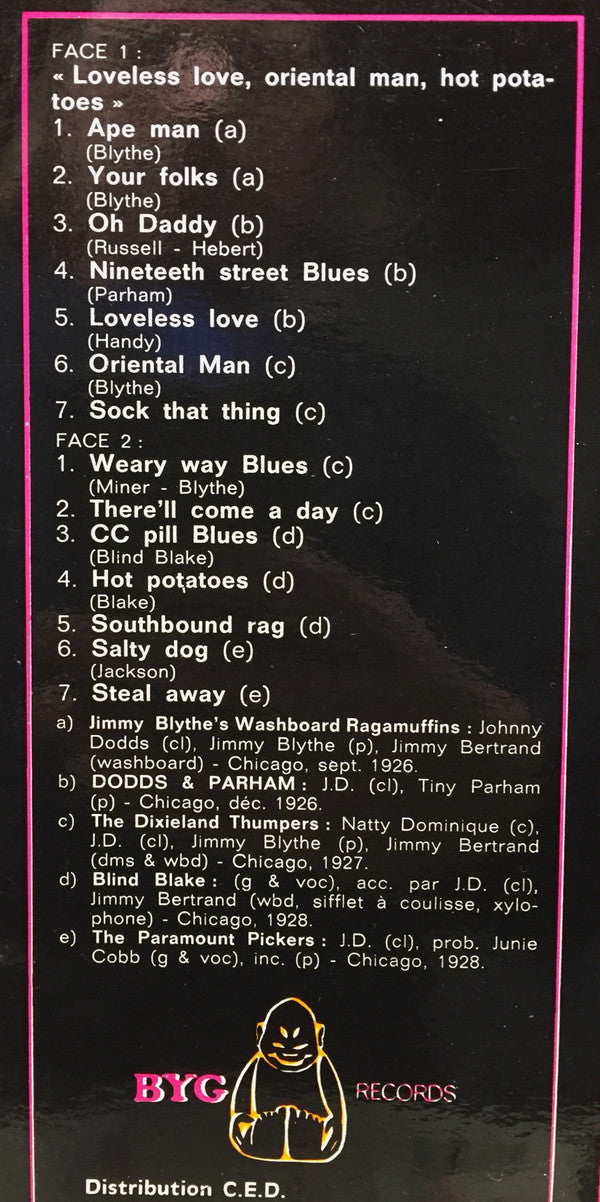 FACE 1 :
« Loveless love, oriental man, hot pota-
toes »
1. Ape man (a)
(Blythe)
2. Your folks (a)
(Blythe)
3. Oh Daddy (b)
(Russell - Hebert)
4. Nineteeth street Blues (b)
(Parham)
5. Loveless love (b)
(Handy)
6. Oriental Man (c)
(Blythe)
7. Sock that thing (c)
FACE 2 :
1. Weary way Blues (c)
(Miner - Blythe)
2. There'll come a day (c)
3. CC pill Blues (d)
(Blind Blake)
4. Hot potatoes (d)
(Blake)
5. Southbound rag (d)
6. Salty dog (e)
(Jackson)
7. Steal away (e)
a) Jimmy Blythe's Washboard Ragamuffins : Johnny
Dodds (cl), Jimmy Blythe (p), Jimmy Bertrand
(washboard) - Chicago, sept. 1926.
b) DODDS & PARHAM : J.D. (cl), Tiny Parham
(p) - Chicago, déc. 1926.
c) The Dixieland Thumpers : Natty Dominique (c),
J.D. (cl), Jimmy Blythe (p), Jimmy Bertrand
(dms & wbd) - Chicago, 1927.
d) Blind Blake : (g & voc), acc. par J.D. (cl),
Jimmy Bertrand (wbd, sifflet à coulisse, xylo-
phone) - Chicago, 1928.
e) The Paramount Pickers : J.D. (cl), prob. Junie
Cobb (g & voc), inc. (p) - Chicago, 1928.
BYG RECORDS
Distribution C.E.D.